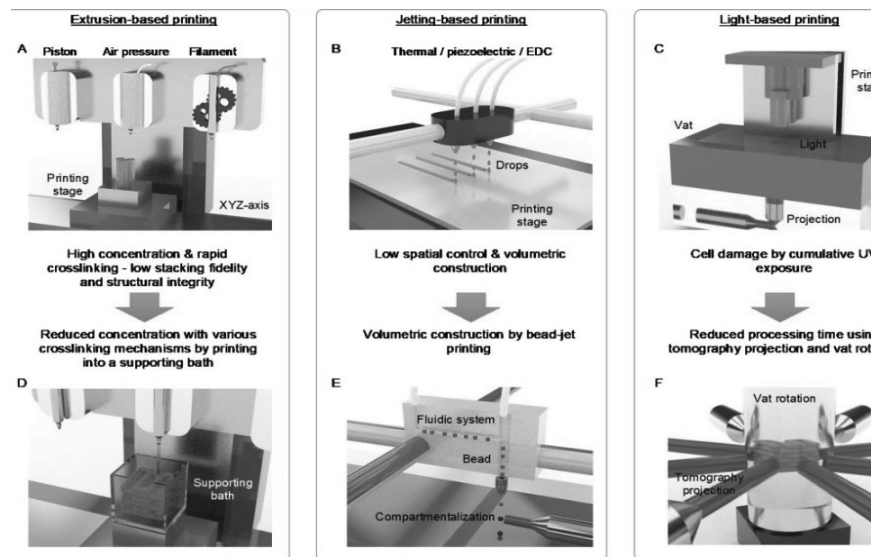 Extrusion-based printing
A
Piston
Air pressure
Filament
Printing
stage
XYZ-axis
High concentration & rapid
crosslinking - low stacking fidelity
and structural integrity
Reduced concentration with various
crosslinking mechanisms by printing
into a supporting bath
D
Supporting
bath
Jetting-based printing
B
Thermal / piezoelectric / EDC
Drops
Printing
stage
Low spatial control & volumetric
construction
Volumetric construction by bead-jet
printing
E
Fluidic system
Bead
Compartmentalization
Light-based printing
C
Prin
sta
Vat
Light
Projection
Cell damage by cumulative UV
exposure
Reduced processing time using
tomography projection and vat rot
F
Vat rotation
Tomography
projection